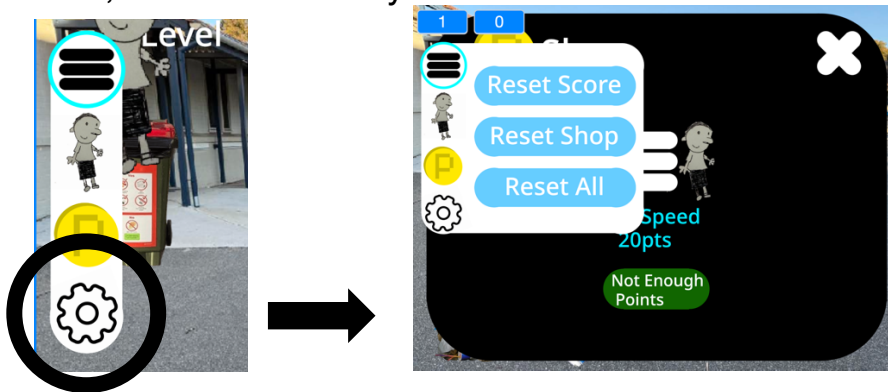 Level
P
1 0
Reset Score
Reset Shop
P
Reset All
Speed
20pts
Not Enough
Points